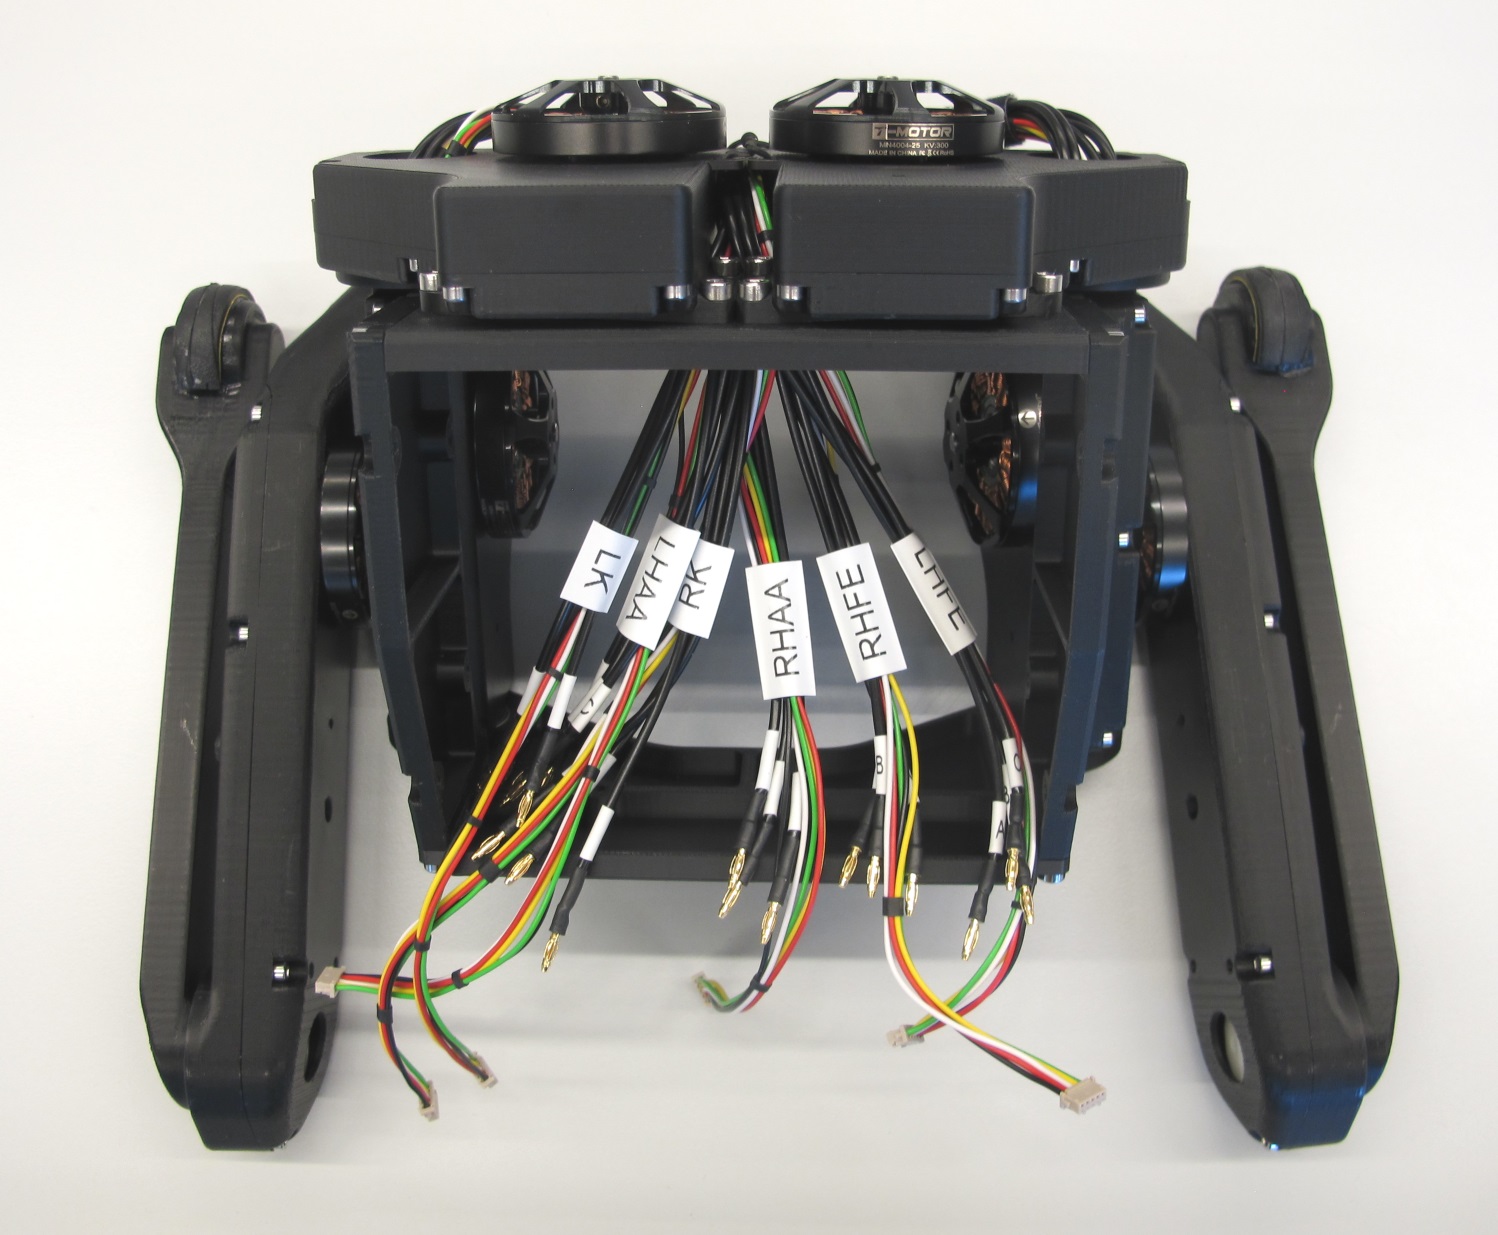 T-MOTOR
MN4004-25 KV:300
MADE IN CHINA
LK
LHAA
RK
RHAA
RHFE
LHFE
B
C
A